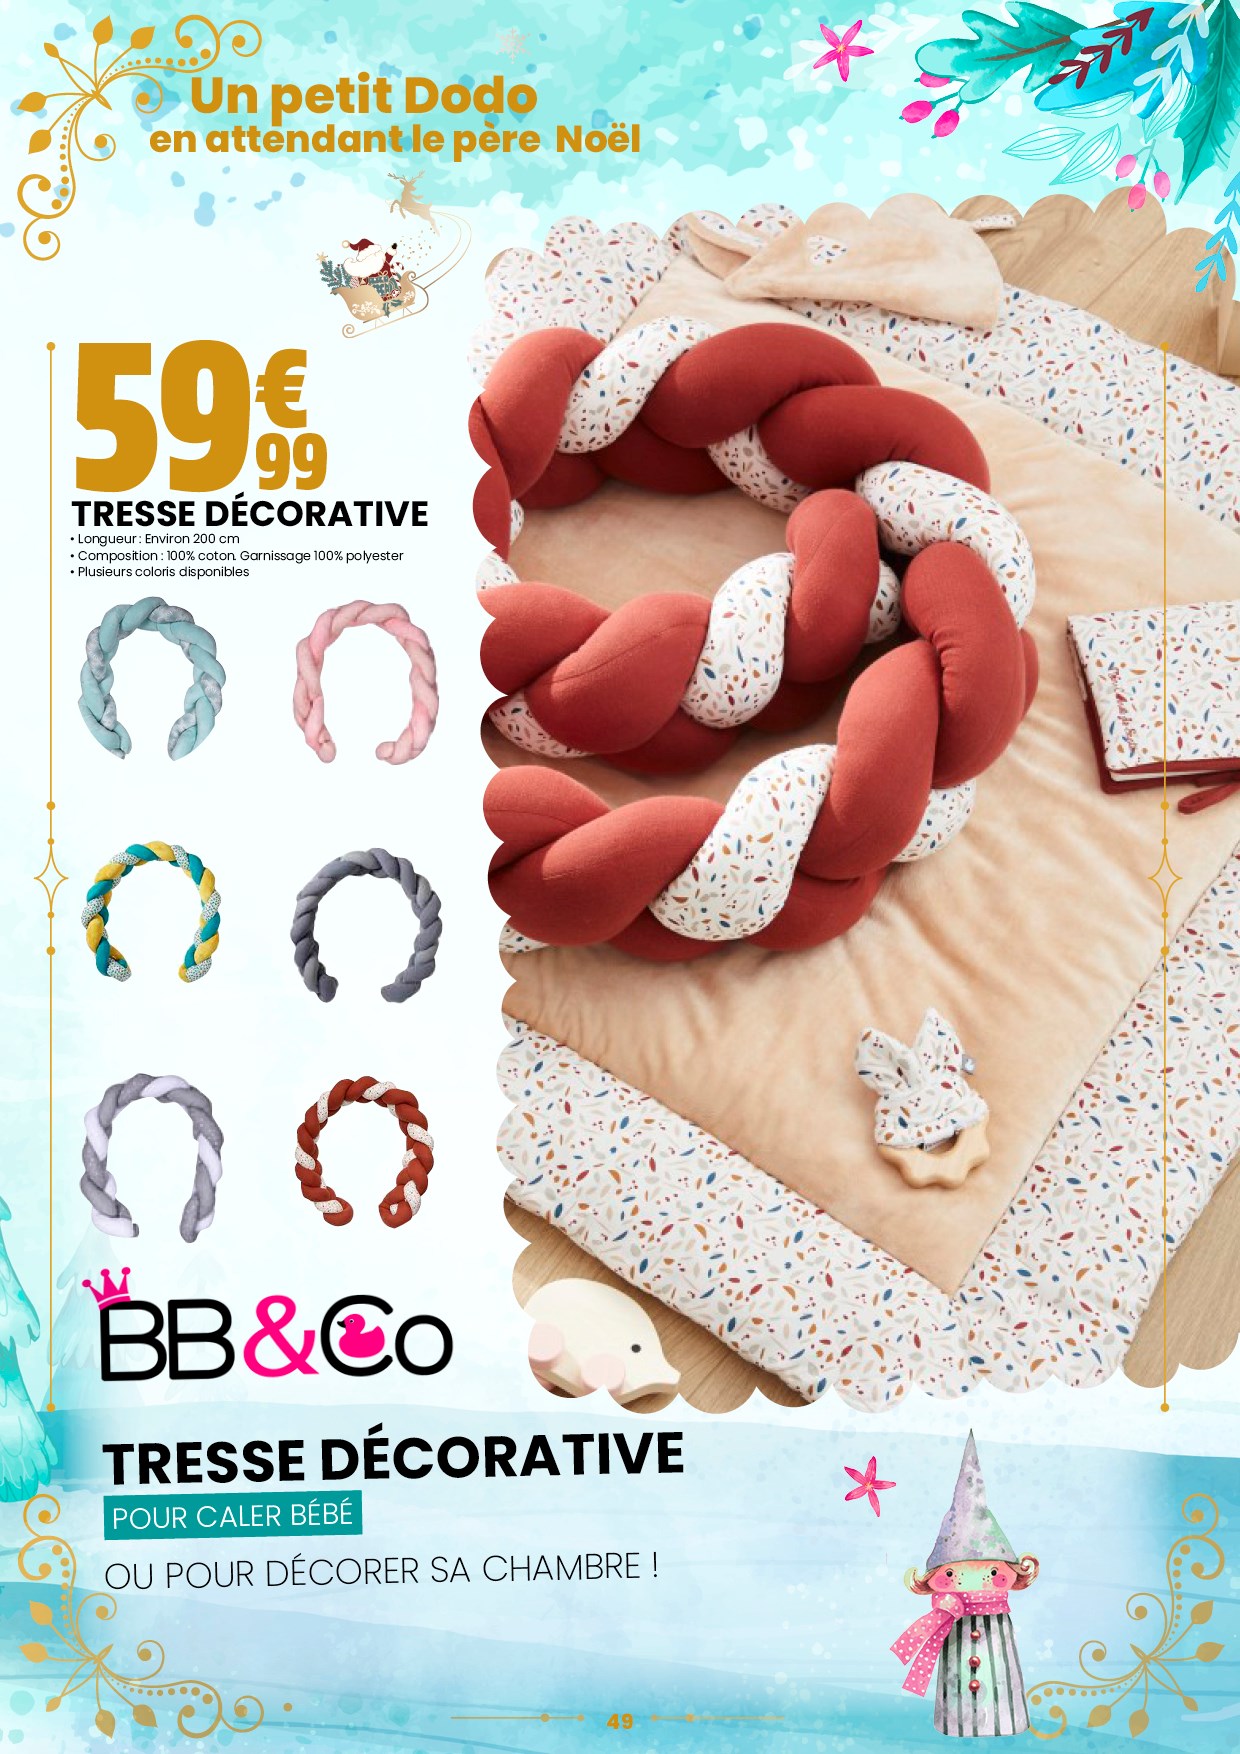 Un petit Dodo
en attendant le père Noël
59€99
TRESSE DÉCORATIVE
• Longueur : Environ 200 cm
• Composition : 100% coton. Garnissage 100% polyester
• Plusieurs coloris disponibles
BB&Co
TRESSE DÉCORATIVE
POUR CALER BÉBÉ
OU POUR DÉCORER SA CHAMBRE !
49